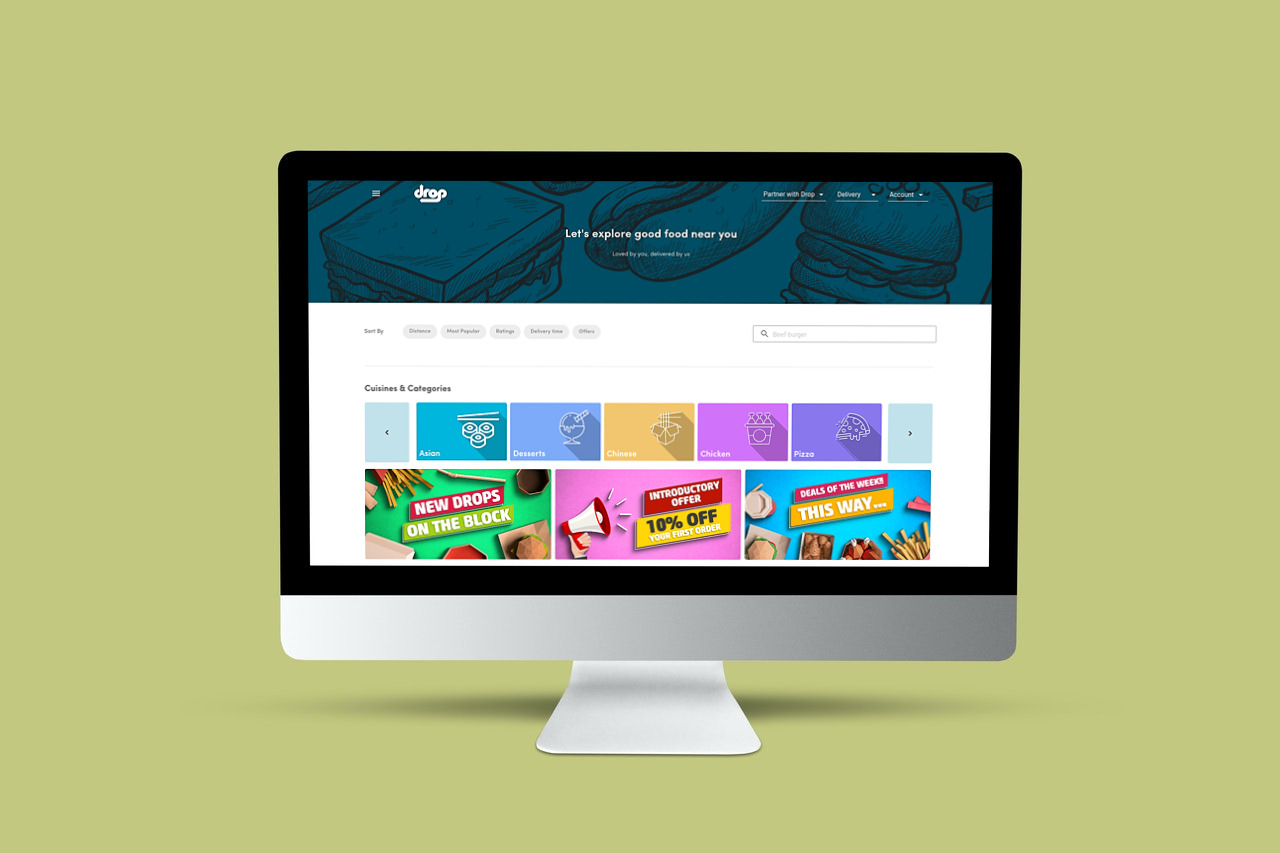 drop
Partner with Drop
Delivery
Account
Let's explore good food near you
Loved by you, delivered by us
Sort By
Distance
Most Popular
Ratings
Delivery time
Offers
Beef burger
Cuisines & Categories
Asian
Desserts
Chinese
Chicken
Pizza
NEW DROPS
ON THE BLOCK
INTRODUCTORY
OFFER
10% OFF
YOUR FIRST ORDER
DEALS OF THE WEEK!!
THIS WAY...